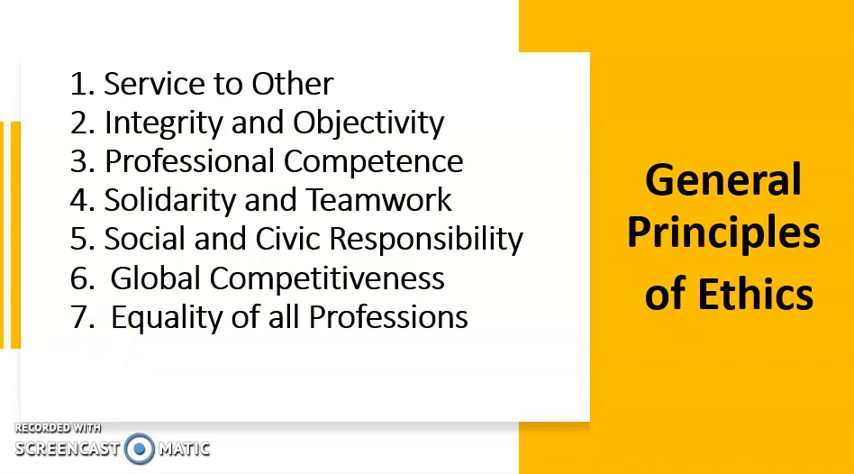 1. Service to Other
2. Integrity and Objectivity
3. Professional Competence
4. Solidarity and Teamwork
5. Social and Civic Responsibility
6. Global Competitiveness
7. Equality of all Professions
General
Principles
of Ethics
RECORDED WITH
SCREENCAST MATIC